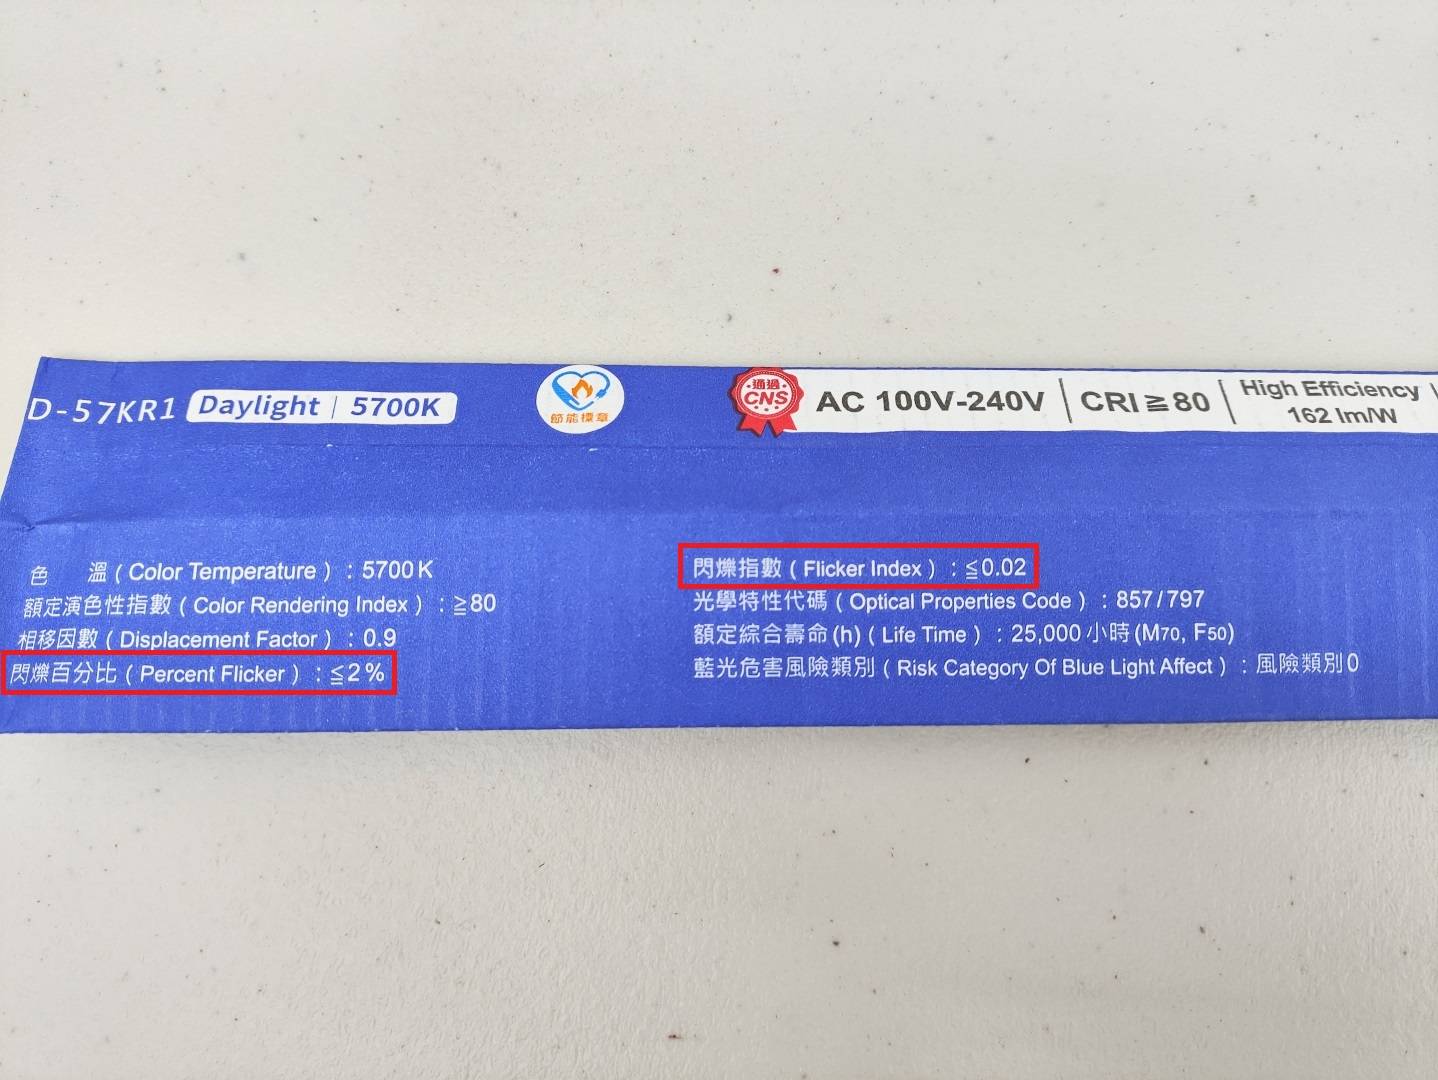 D-57KR1 Daylight | 5700K
節能標章
通過
CNS
AC 100V-240V | CRI≧80 | High Efficiency
162 lm/W
色 溫(Color Temperature):5700K
額定演色性指數(Color Rendering Index):≧80
相移因數(Displacement Factor):0.9
閃爍百分比(Percent Flicker):≦2%
閃爍指數(Flicker Index):≦0.02
光學特性代碼(Optical Properties Code):857/797
額定綜合壽命(h)(Life Time):25,000小時(M70, F50)
藍光危害風險類別(Risk Category Of Blue Light Affect):風險類別0